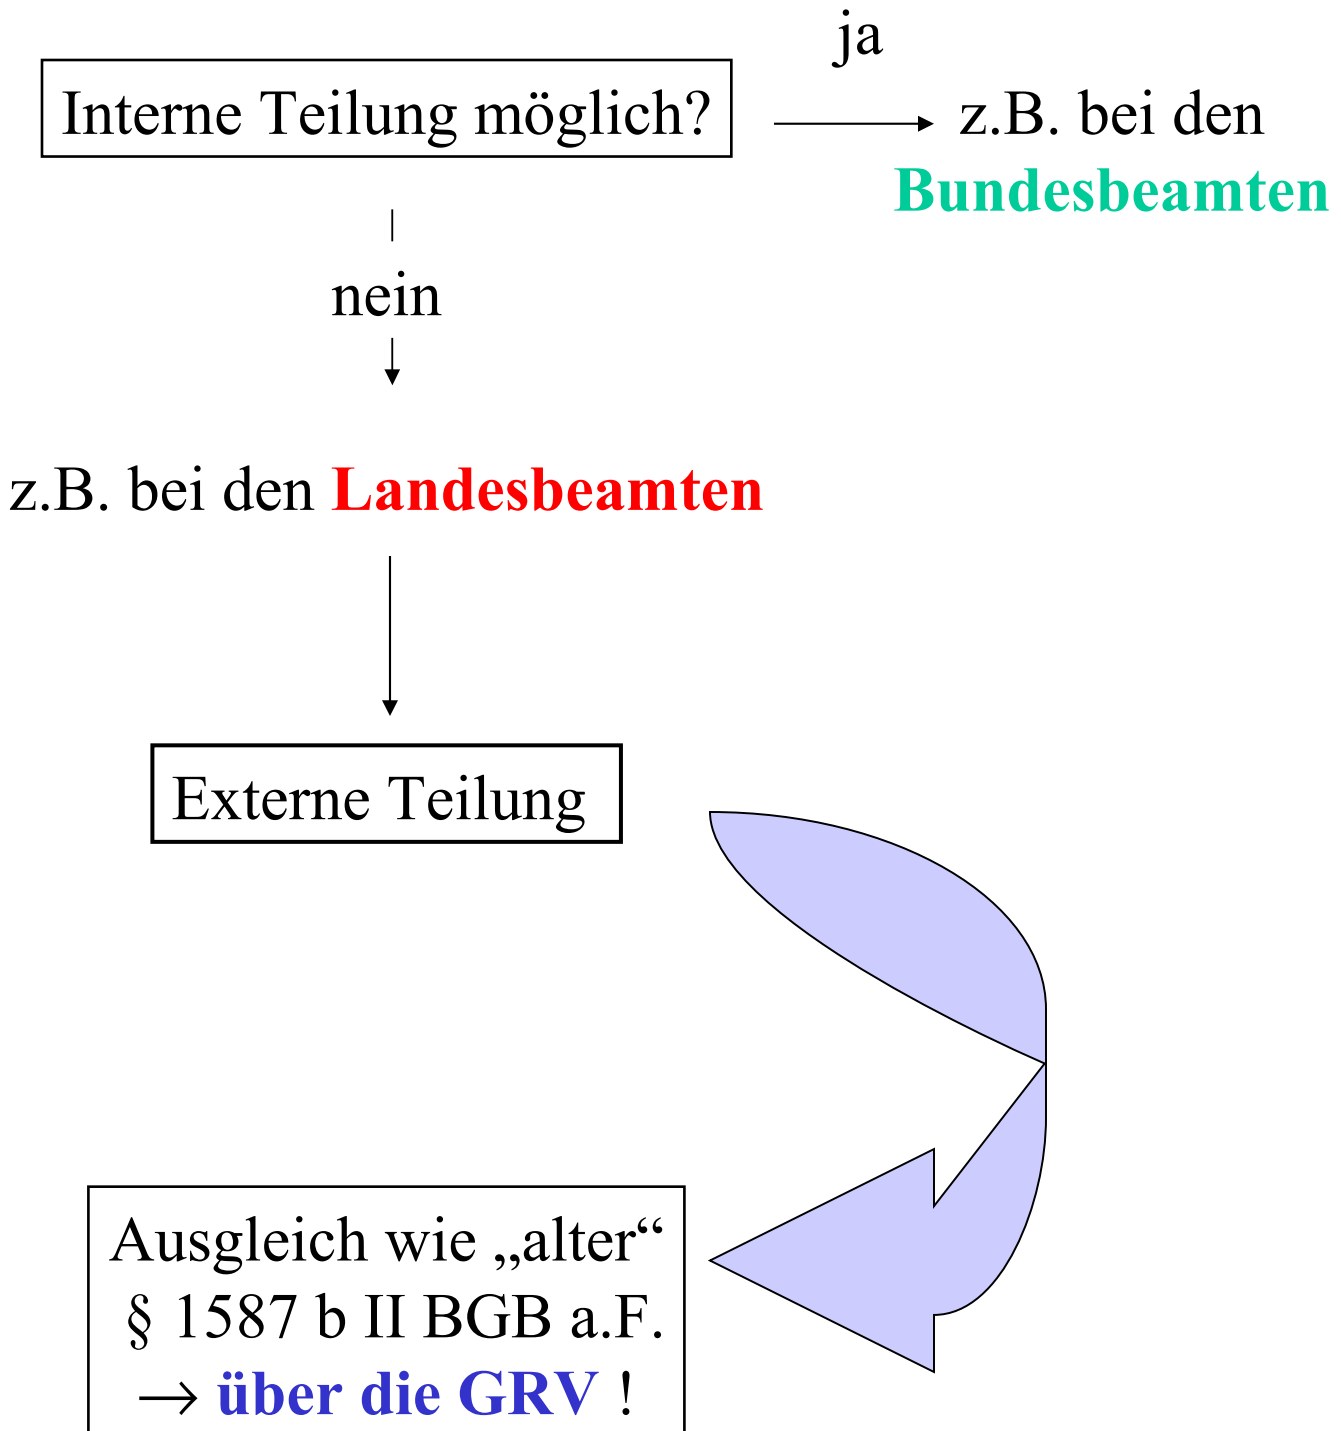 ja
Interne Teilung möglich?
z.B. bei den
Bundesbeamten
nein
z.B. bei den Landesbeamten
Externe Teilung
Ausgleich wie „alter“
§ 1587 b II BGB a.F.
→ über die GRV !